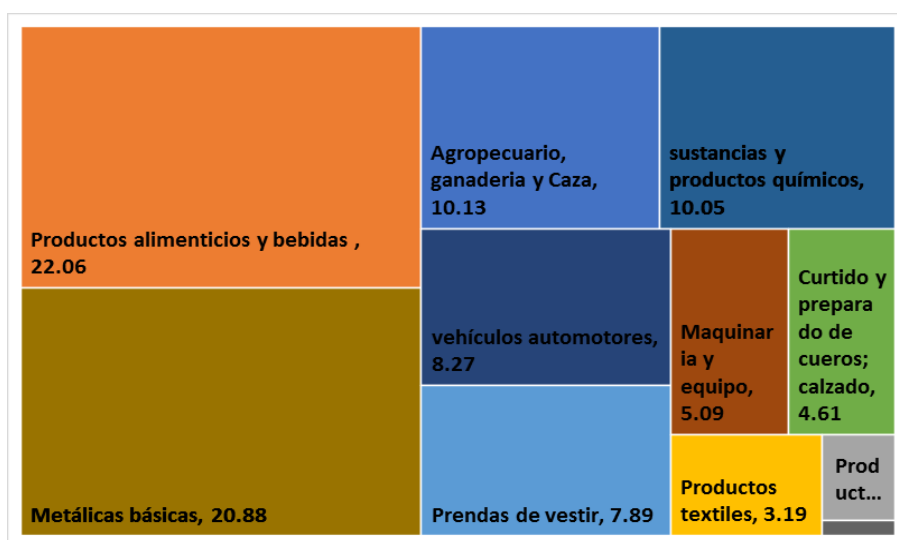 Productos alimenticios y bebidas ,
22.06
Metálicas básicas, 20.88
Agropecuario,
ganaderia y Caza,
10.13
sustancias y
productos químicos,
10.05
vehículos automotores,
8.27
Prendas de vestir, 7.89
Maquinar
ia y
equipo,
5.09
Curtido y
prepara
do de
cueros;
calzado,
4.61
Productos
textiles, 3.19
Prod
uct...